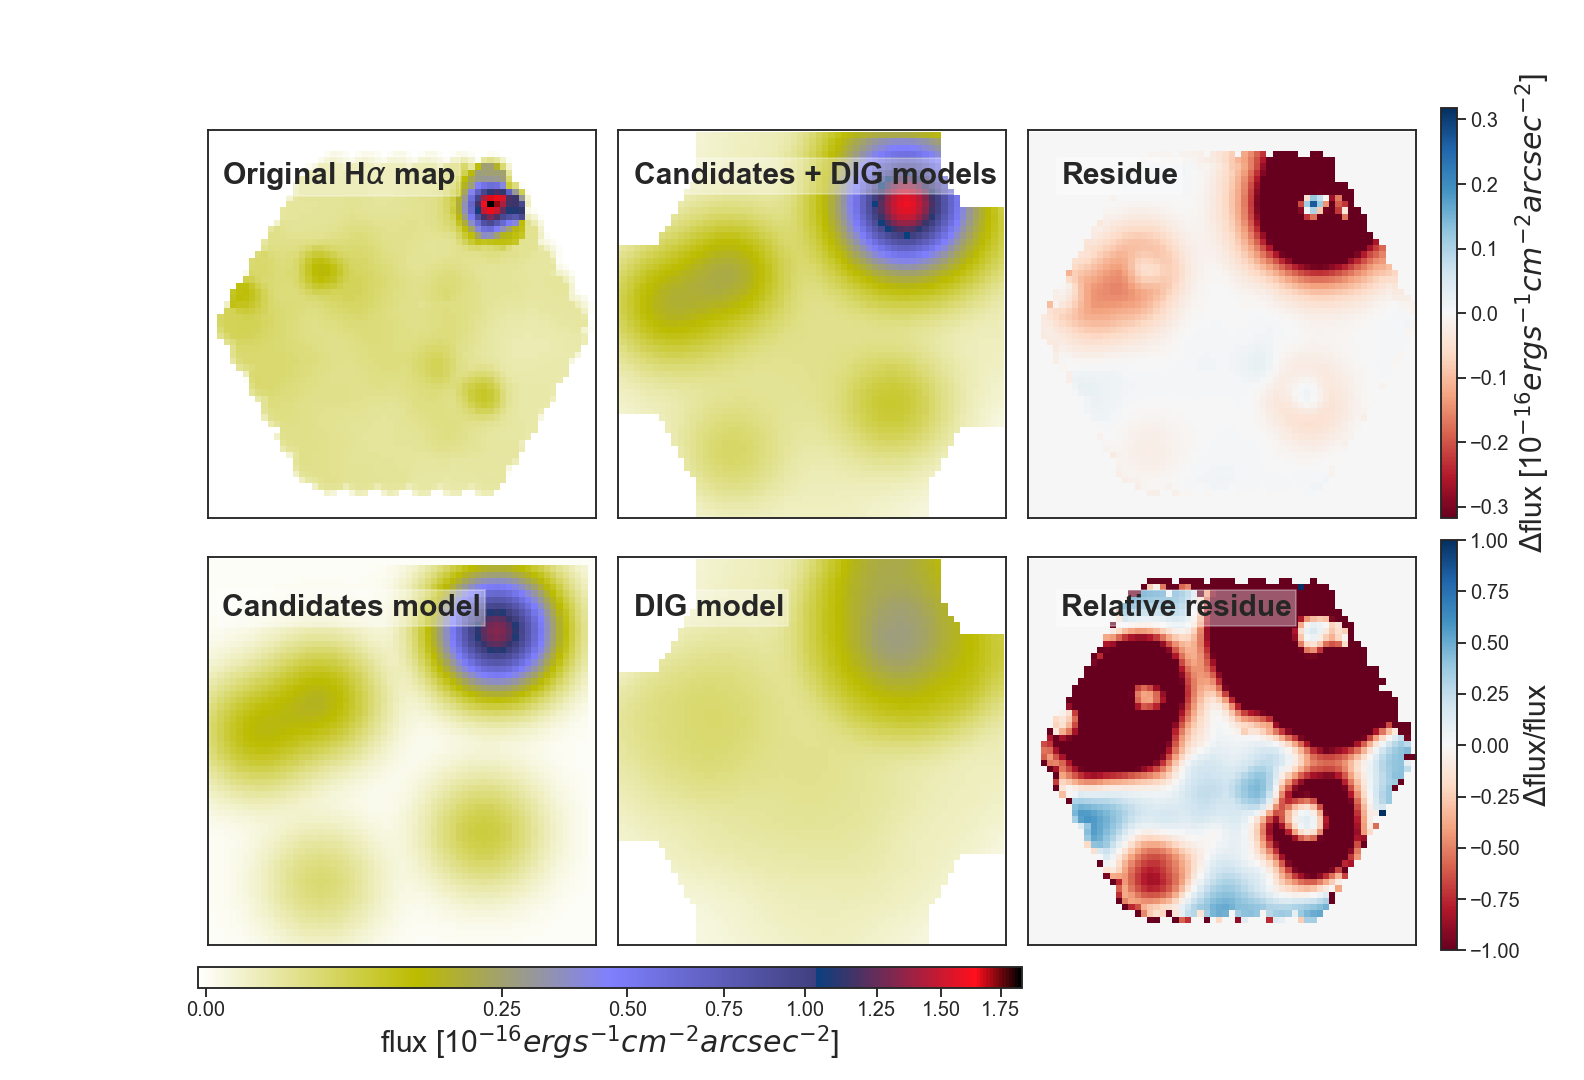 Original Hα map
Candidates + DIG models
Residue
0.3
0.2
0.1
0.0
−0.1
−0.2
−0.3
Δflux [10⁻¹⁶ergs⁻¹cm⁻²arcsec⁻²]
Candidates model
DIG model
Relative residue
1.00
0.75
0.50
0.25
0.00
−0.25
−0.50
−0.75
−1.00
Δflux/flux
0.00 0.25 0.50 0.75 1.00 1.25 1.50 1.75
flux [10⁻¹⁶ergs⁻¹cm⁻²arcsec⁻²]